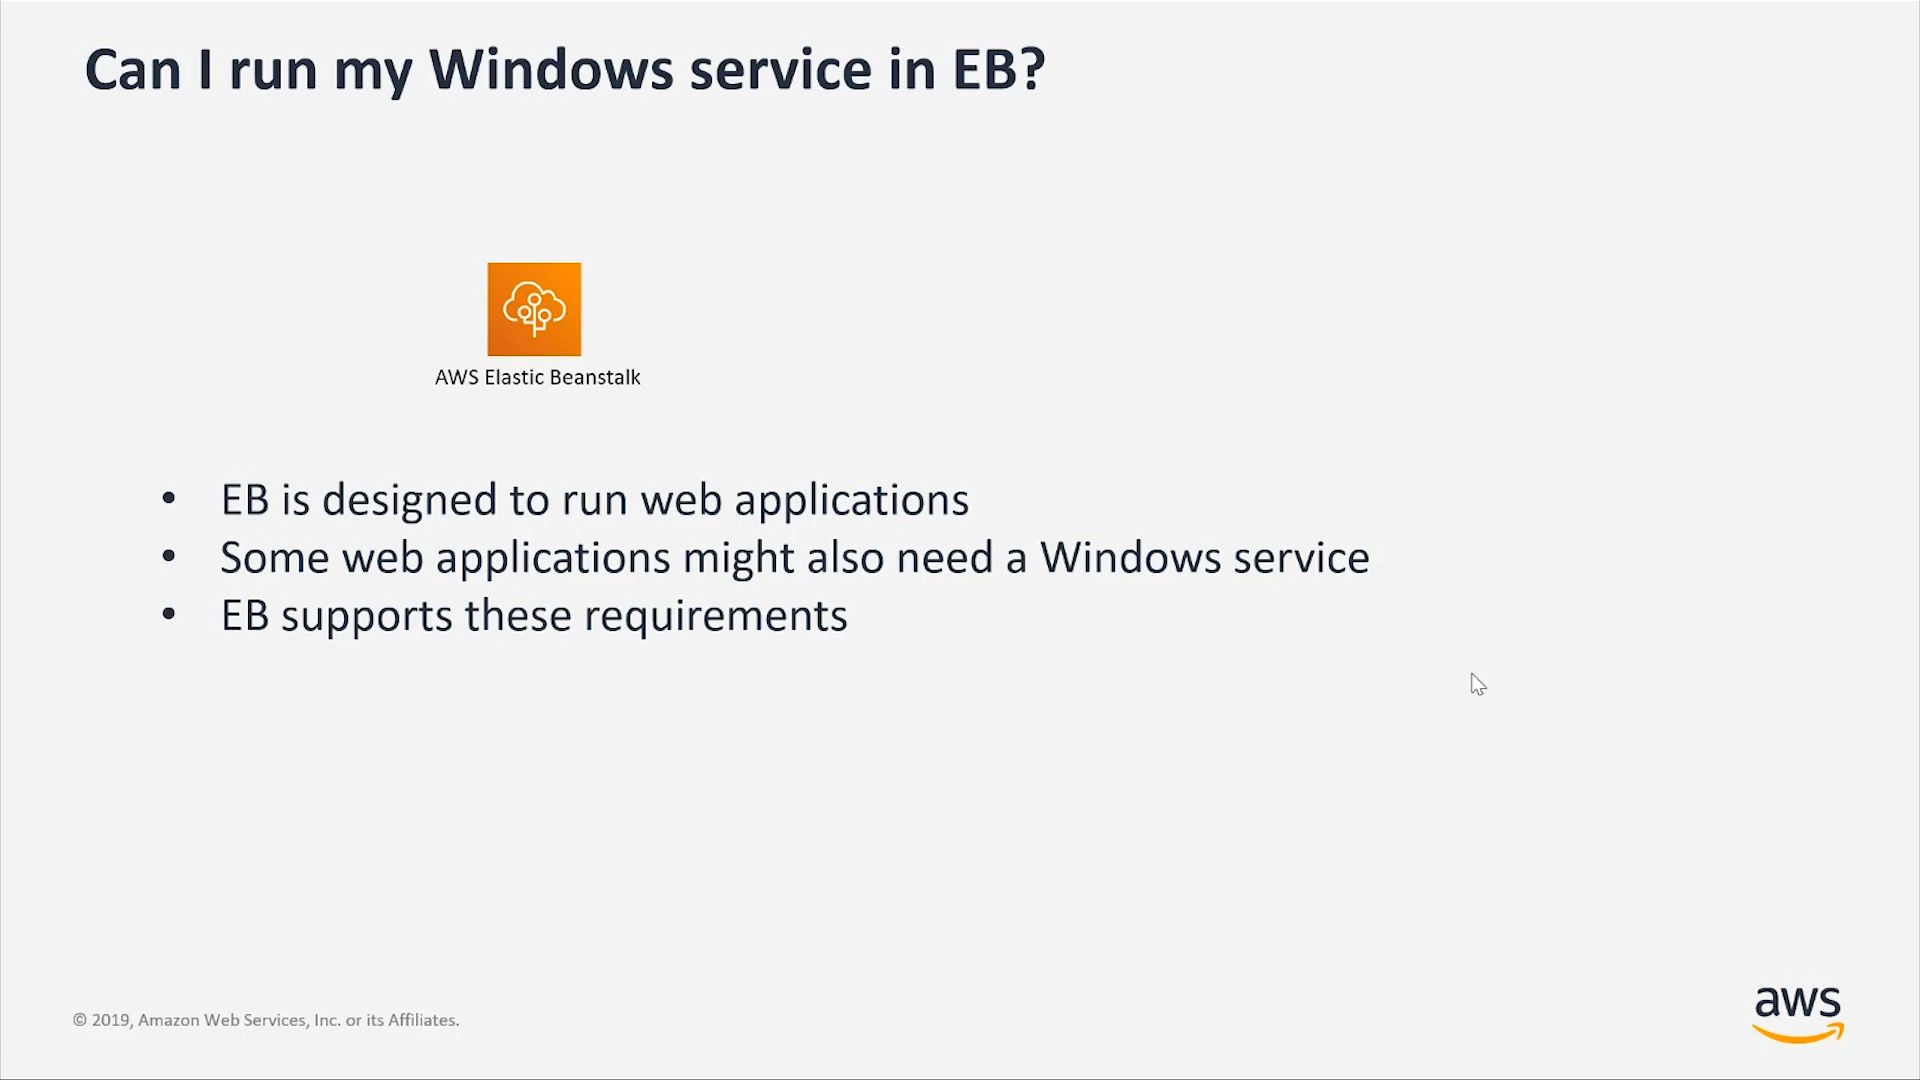 Can I run my Windows service in EB?
AWS Elastic Beanstalk
• EB is designed to run web applications
• Some web applications might also need a Windows service
• EB supports these requirements
© 2019, Amazon Web Services, Inc. or its Affiliates.
aws